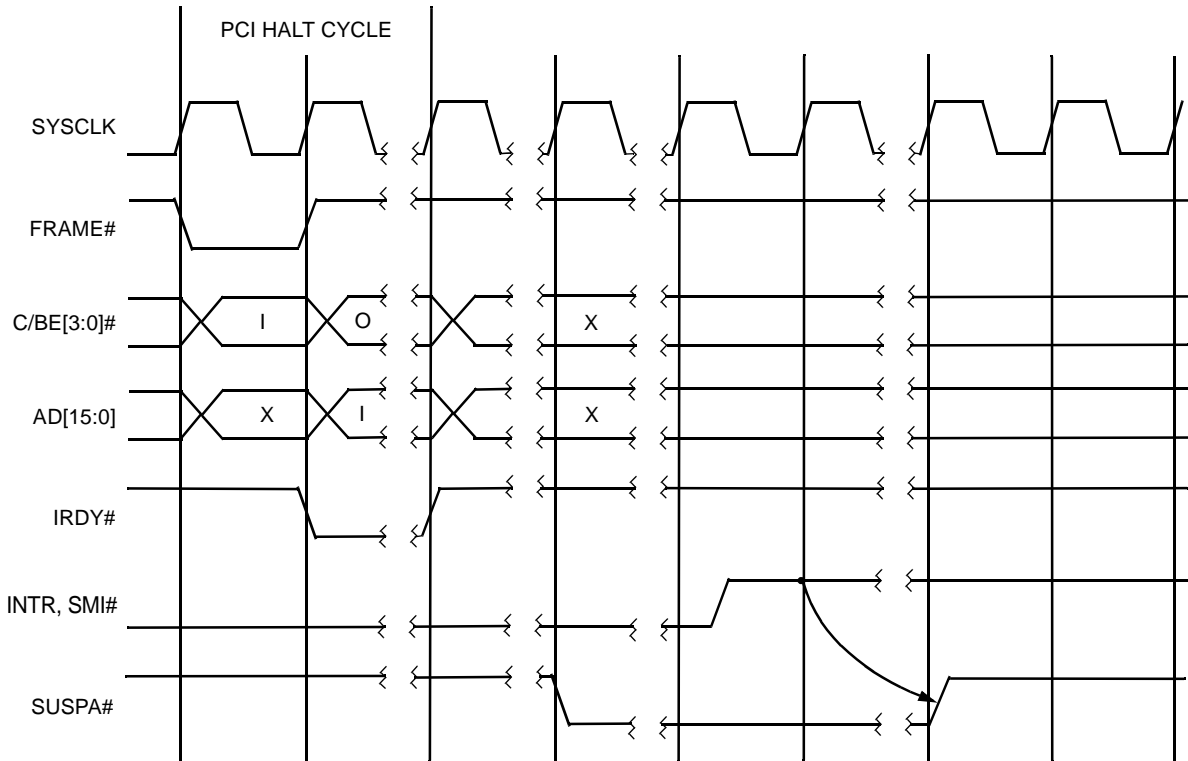 PCI HALT CYCLE
SYSCLK
FRAME#
C/BE[3:0]# I O X
AD[15:0] X I X
IRDY#
INTR, SMI#
SUSPA#